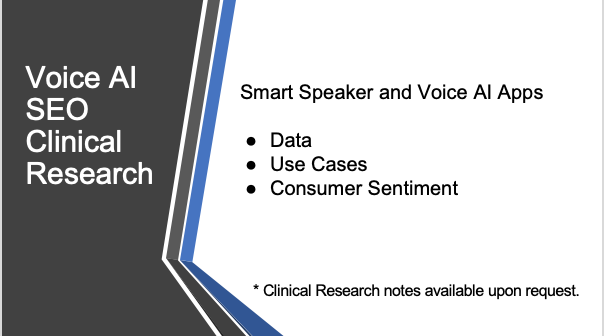 Voice AI
SEO
Clinical
Research
Smart Speaker and Voice AI Apps
● Data
● Use Cases
● Consumer Sentiment
* Clinical Research notes available upon request.